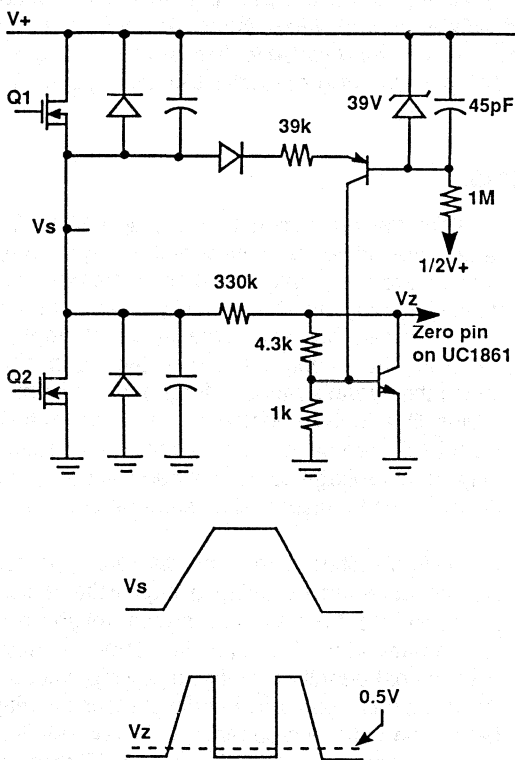 V+
Q1
39V
45pF
39k
1M
Vs
1/2V+
330k
Vz
Zero pin
on UC1861
4.3k
Q2
1k
Vs
0.5V
Vz